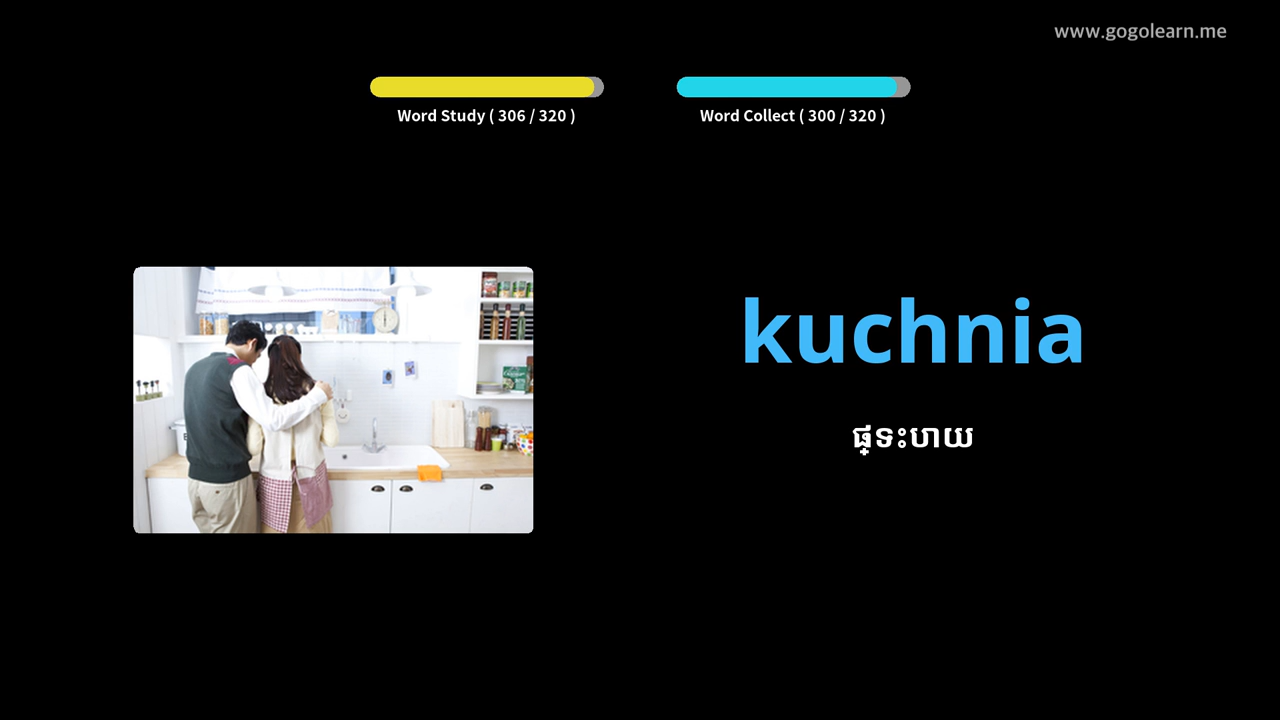 www.gogolearn.me
Word Study ( 306 / 320 )
Word Collect ( 300 / 320 )
kuchnia
ផ្ទះបាយ